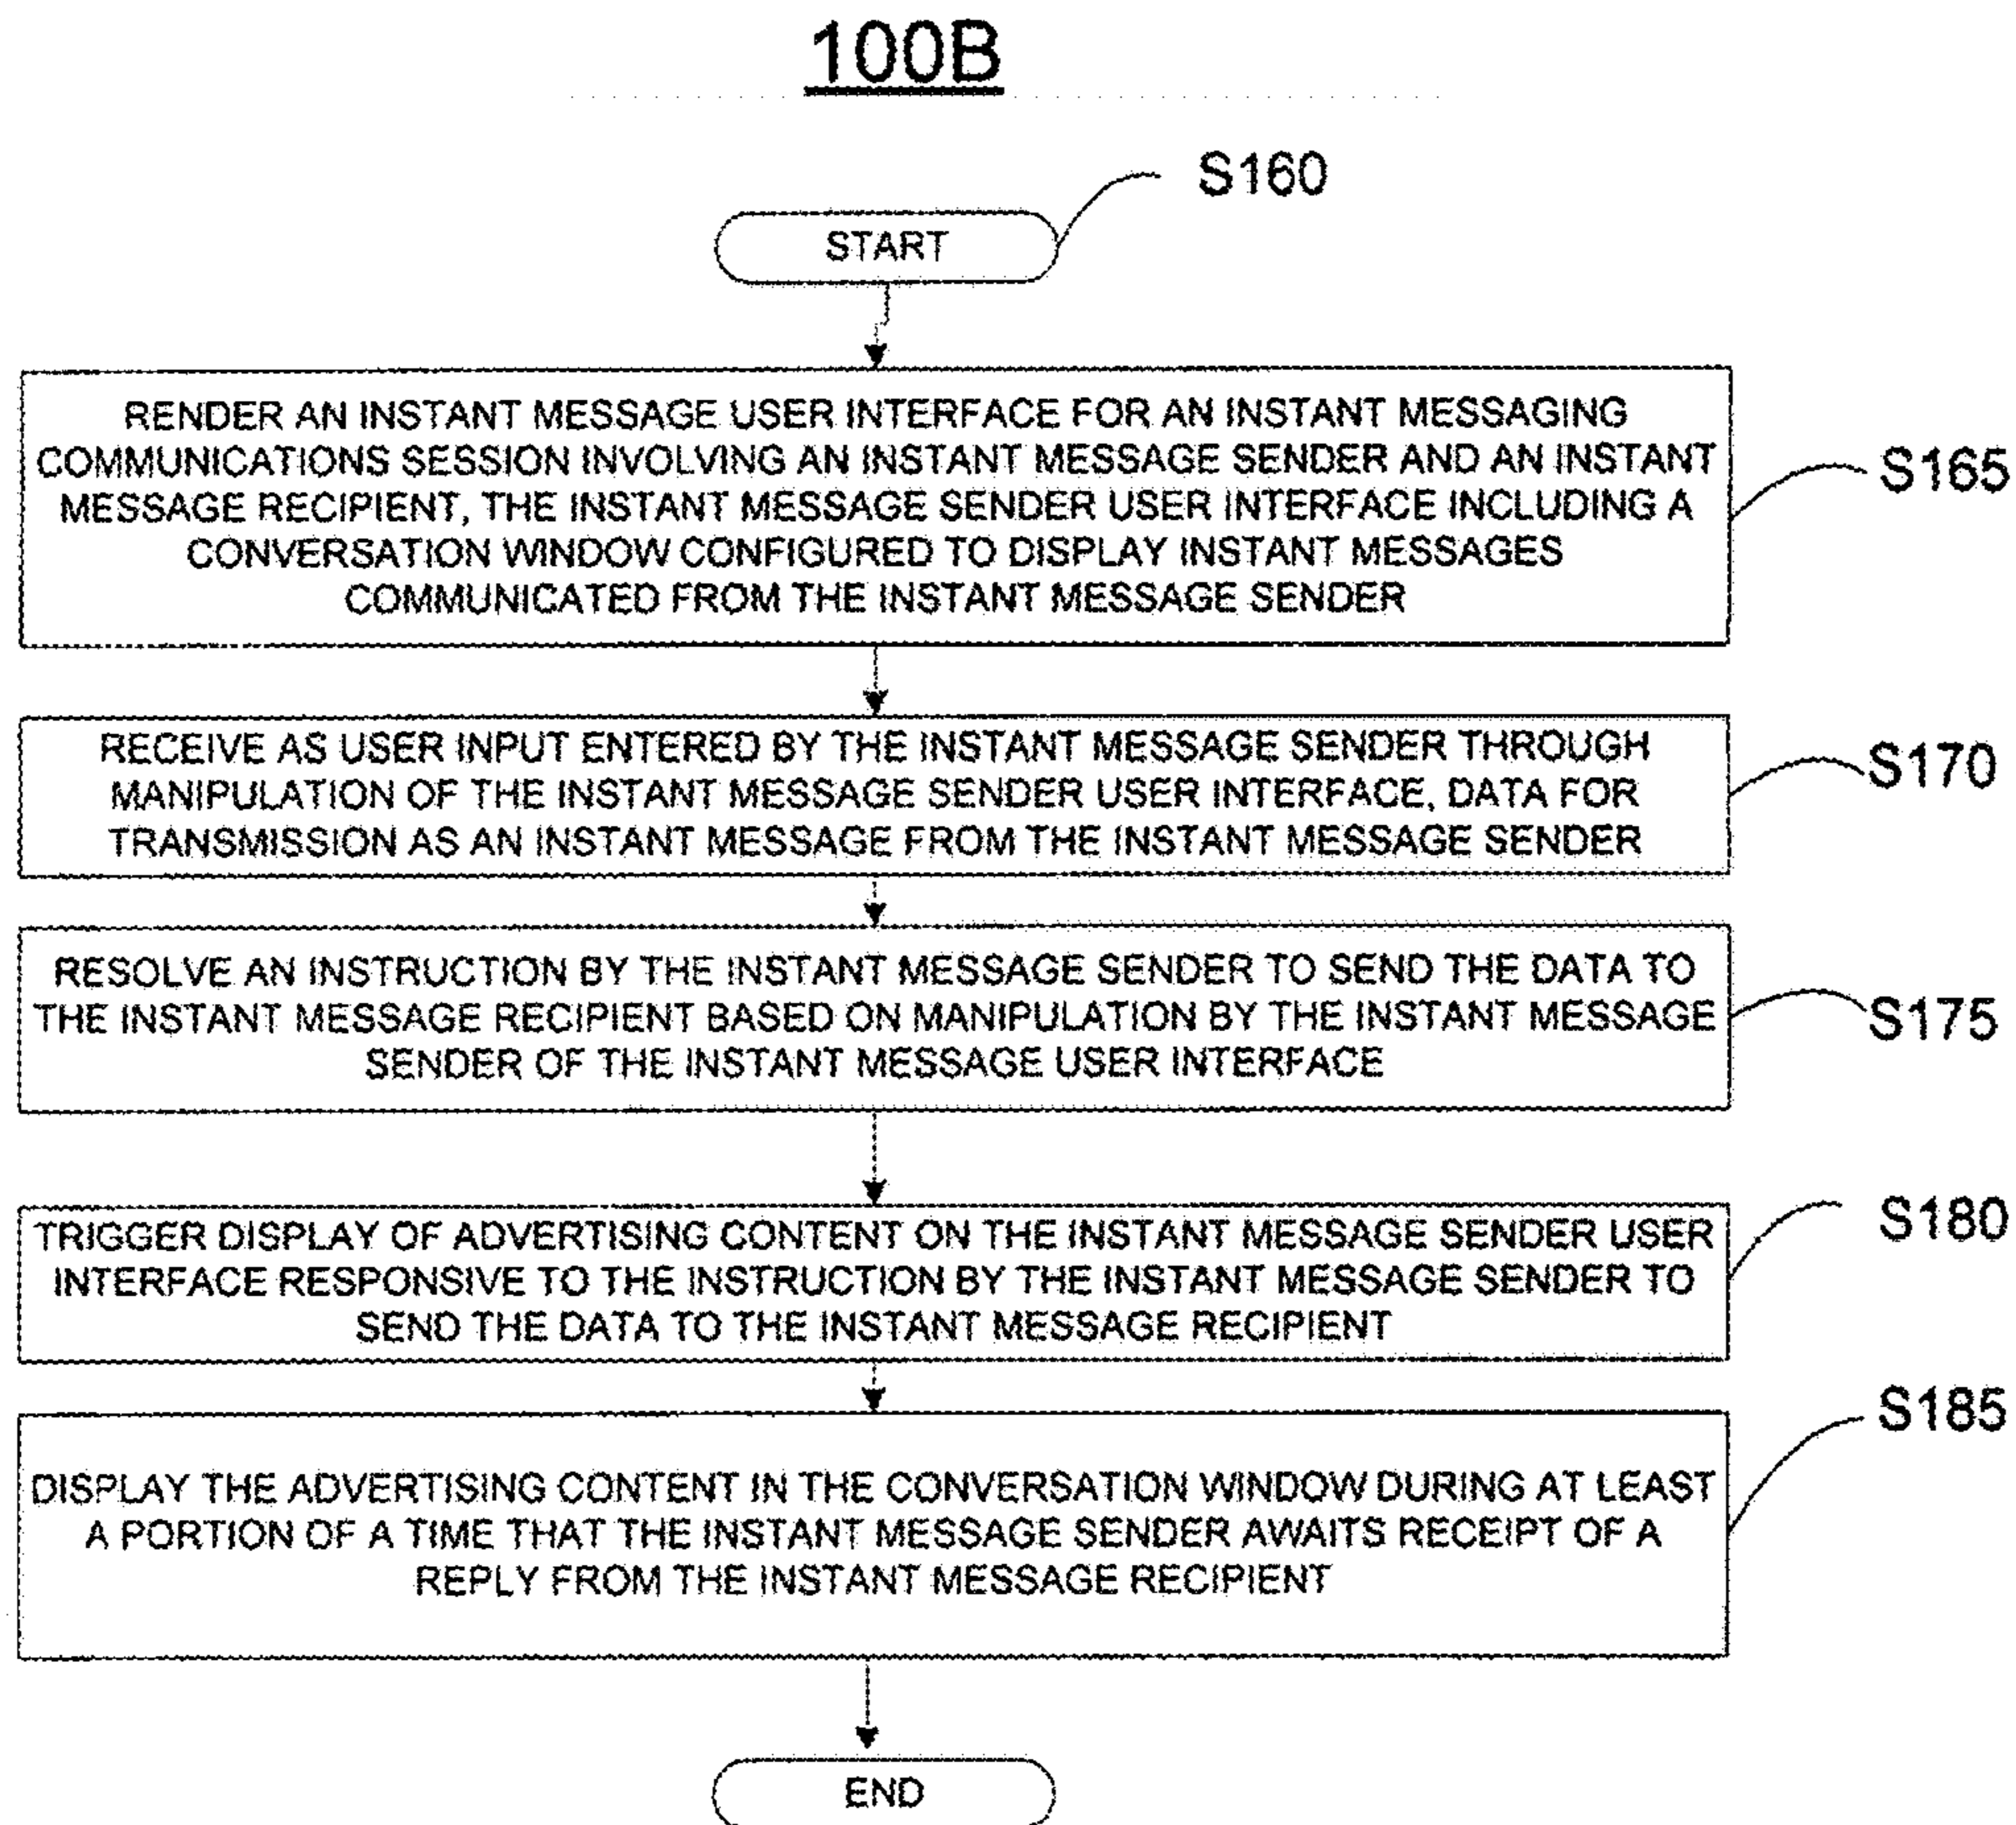 100B
S160
START
RENDER AN INSTANT MESSAGE USER INTERFACE FOR AN INSTANT MESSAGING
COMMUNICATIONS SESSION INVOLVING AN INSTANT MESSAGE SENDER AND AN INSTANT
MESSAGE RECIPIENT, THE INSTANT MESSAGE SENDER USER INTERFACE INCLUDING A
CONVERSATION WINDOW CONFIGURED TO DISPLAY INSTANT MESSAGES
COMMUNICATED FROM THE INSTANT MESSAGE SENDER
S165
RECEIVE AS USER INPUT ENTERED BY THE INSTANT MESSAGE SENDER THROUGH
MANIPULATION OF THE INSTANT MESSAGE SENDER USER INTERFACE, DATA FOR
TRANSMISSION AS AN INSTANT MESSAGE FROM THE INSTANT MESSAGE SENDER
S170
RESOLVE AN INSTRUCTION BY THE INSTANT MESSAGE SENDER TO SEND THE DATA TO
THE INSTANT MESSAGE RECIPIENT BASED ON MANIPULATION BY THE INSTANT MESSAGE
SENDER OF THE INSTANT MESSAGE USER INTERFACE
S175
TRIGGER DISPLAY OF ADVERTISING CONTENT ON THE INSTANT MESSAGE SENDER USER
INTERFACE RESPONSIVE TO THE INSTRUCTION BY THE INSTANT MESSAGE SENDER TO
SEND THE DATA TO THE INSTANT MESSAGE RECIPIENT
S180
DISPLAY THE ADVERTISING CONTENT IN THE CONVERSATION WINDOW DURING AT LEAST
A PORTION OF A TIME THAT THE INSTANT MESSAGE SENDER AWAITS RECEIPT OF A
REPLY FROM THE INSTANT MESSAGE RECIPIENT
S185
END